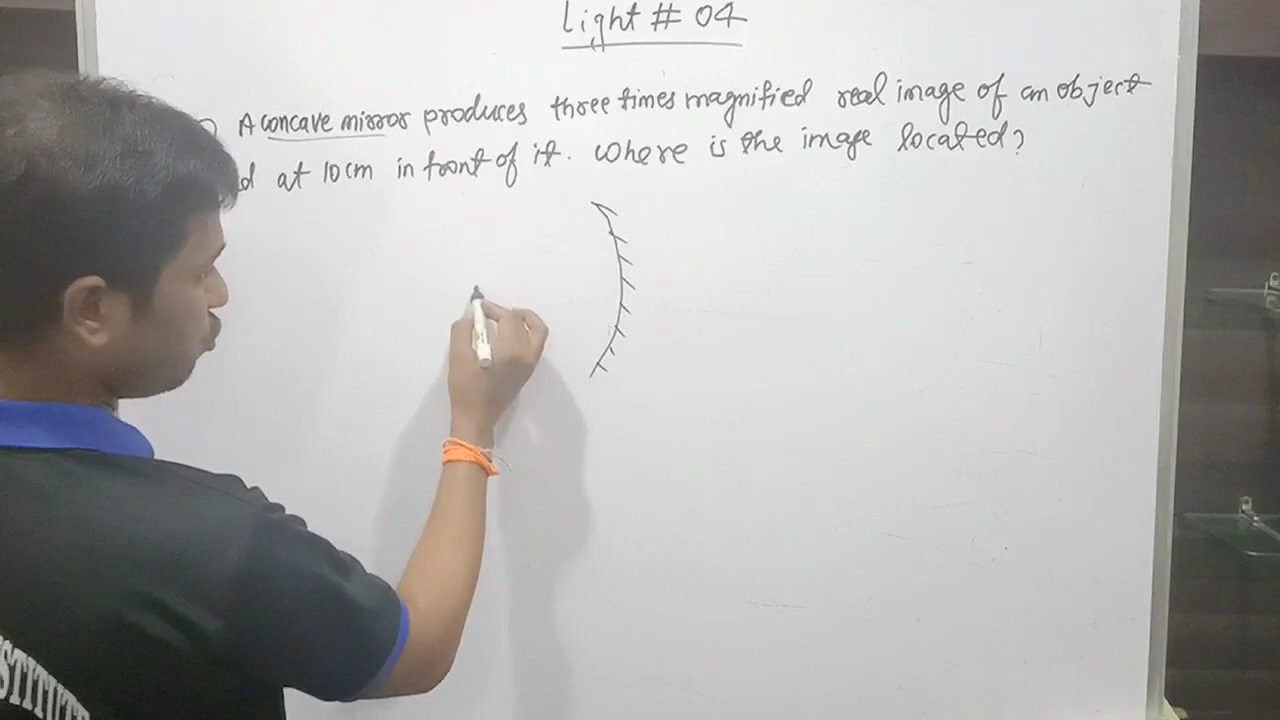 Light # 04
A concave mirror produces three times magnified real image of an object
at 10cm in front of it. Where is the image located?
STITUTE